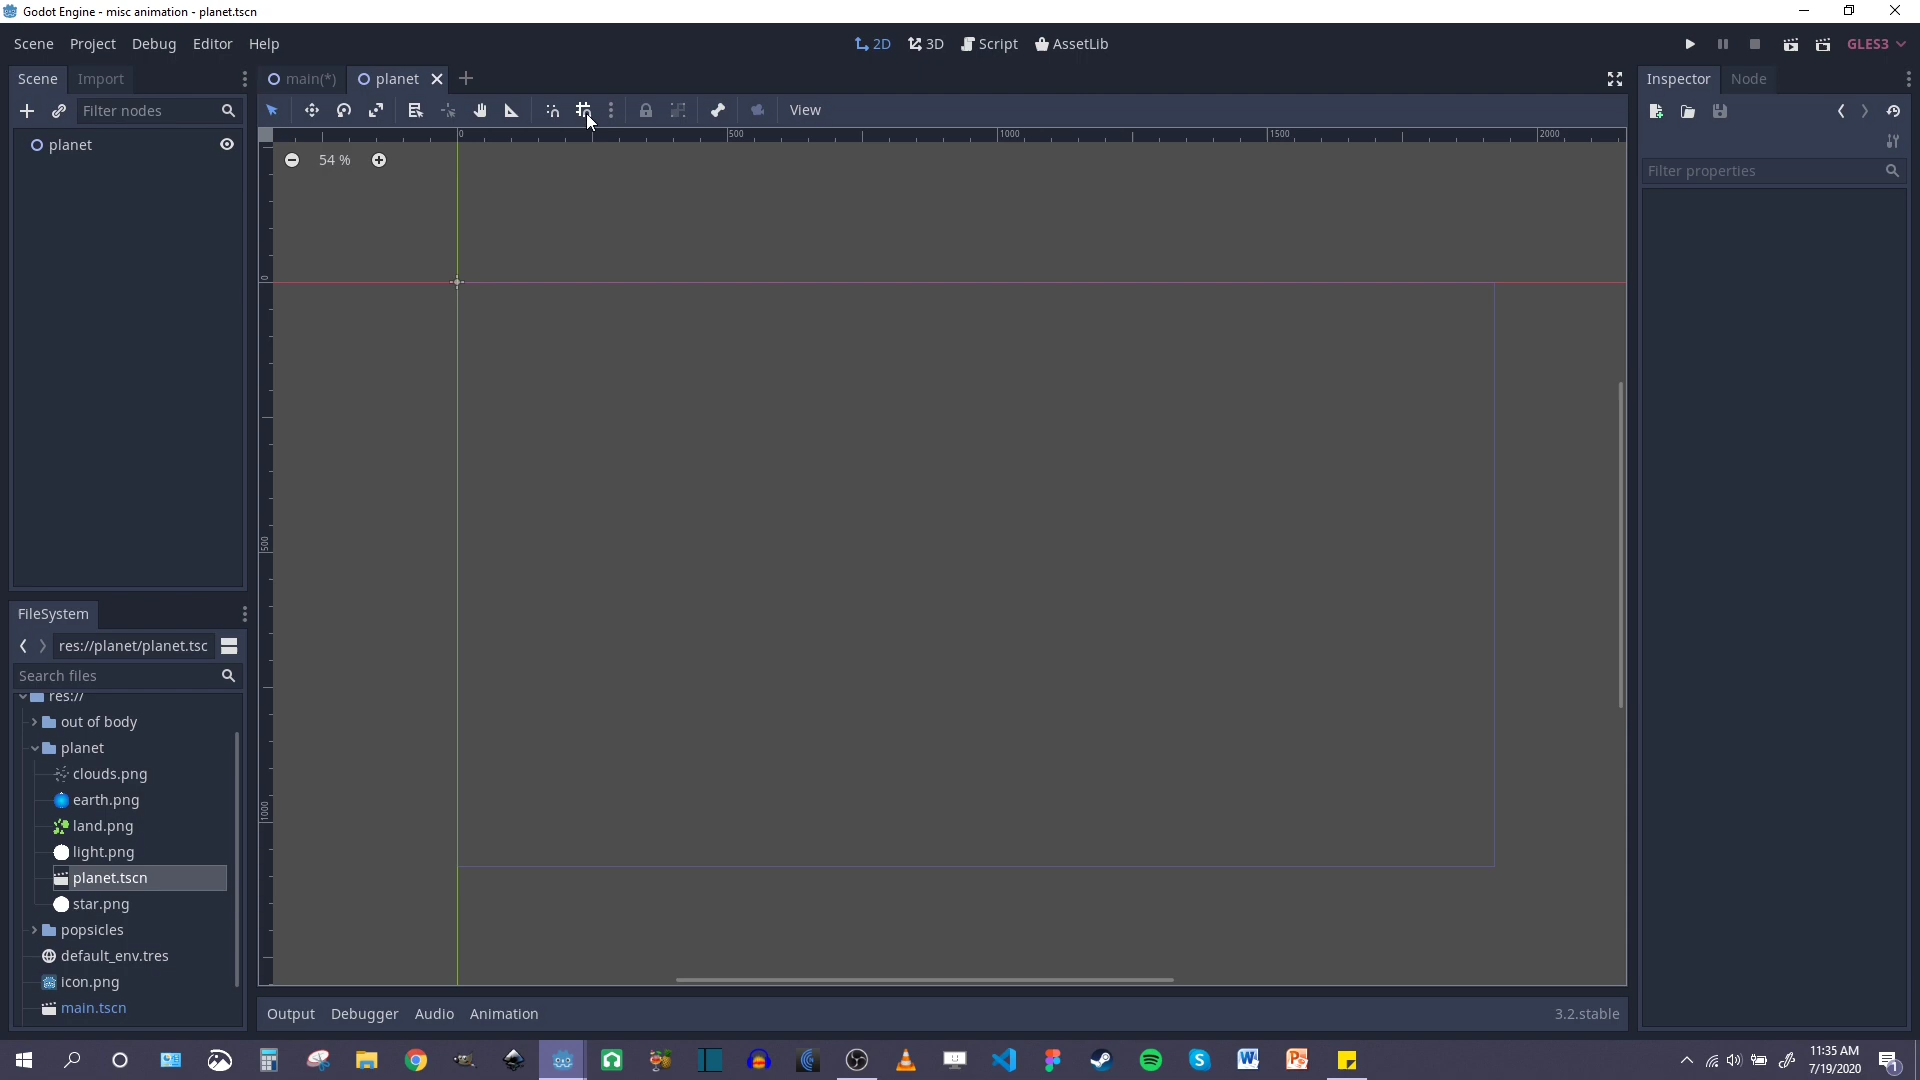 Godot Engine - misc animation - planet.tscn
Scene Project Debug Editor Help
2D 3D Script AssetLib
GLES3
Scene Import
main(*) planet
Inspector Node
Filter nodes
View
planet
0 500 1000 1500 2000
54 %
Filter properties
0
500
1000
FileSystem
res://planet/planet.tsc
Search files
res://
out of body
planet
clouds.png
earth.png
land.png
light.png
planet.tscn
star.png
popsicles
default_env.tres
icon.png
main.tscn
Output Debugger Audio Animation
3.2.stable
11:35 AM
7/19/2020
1